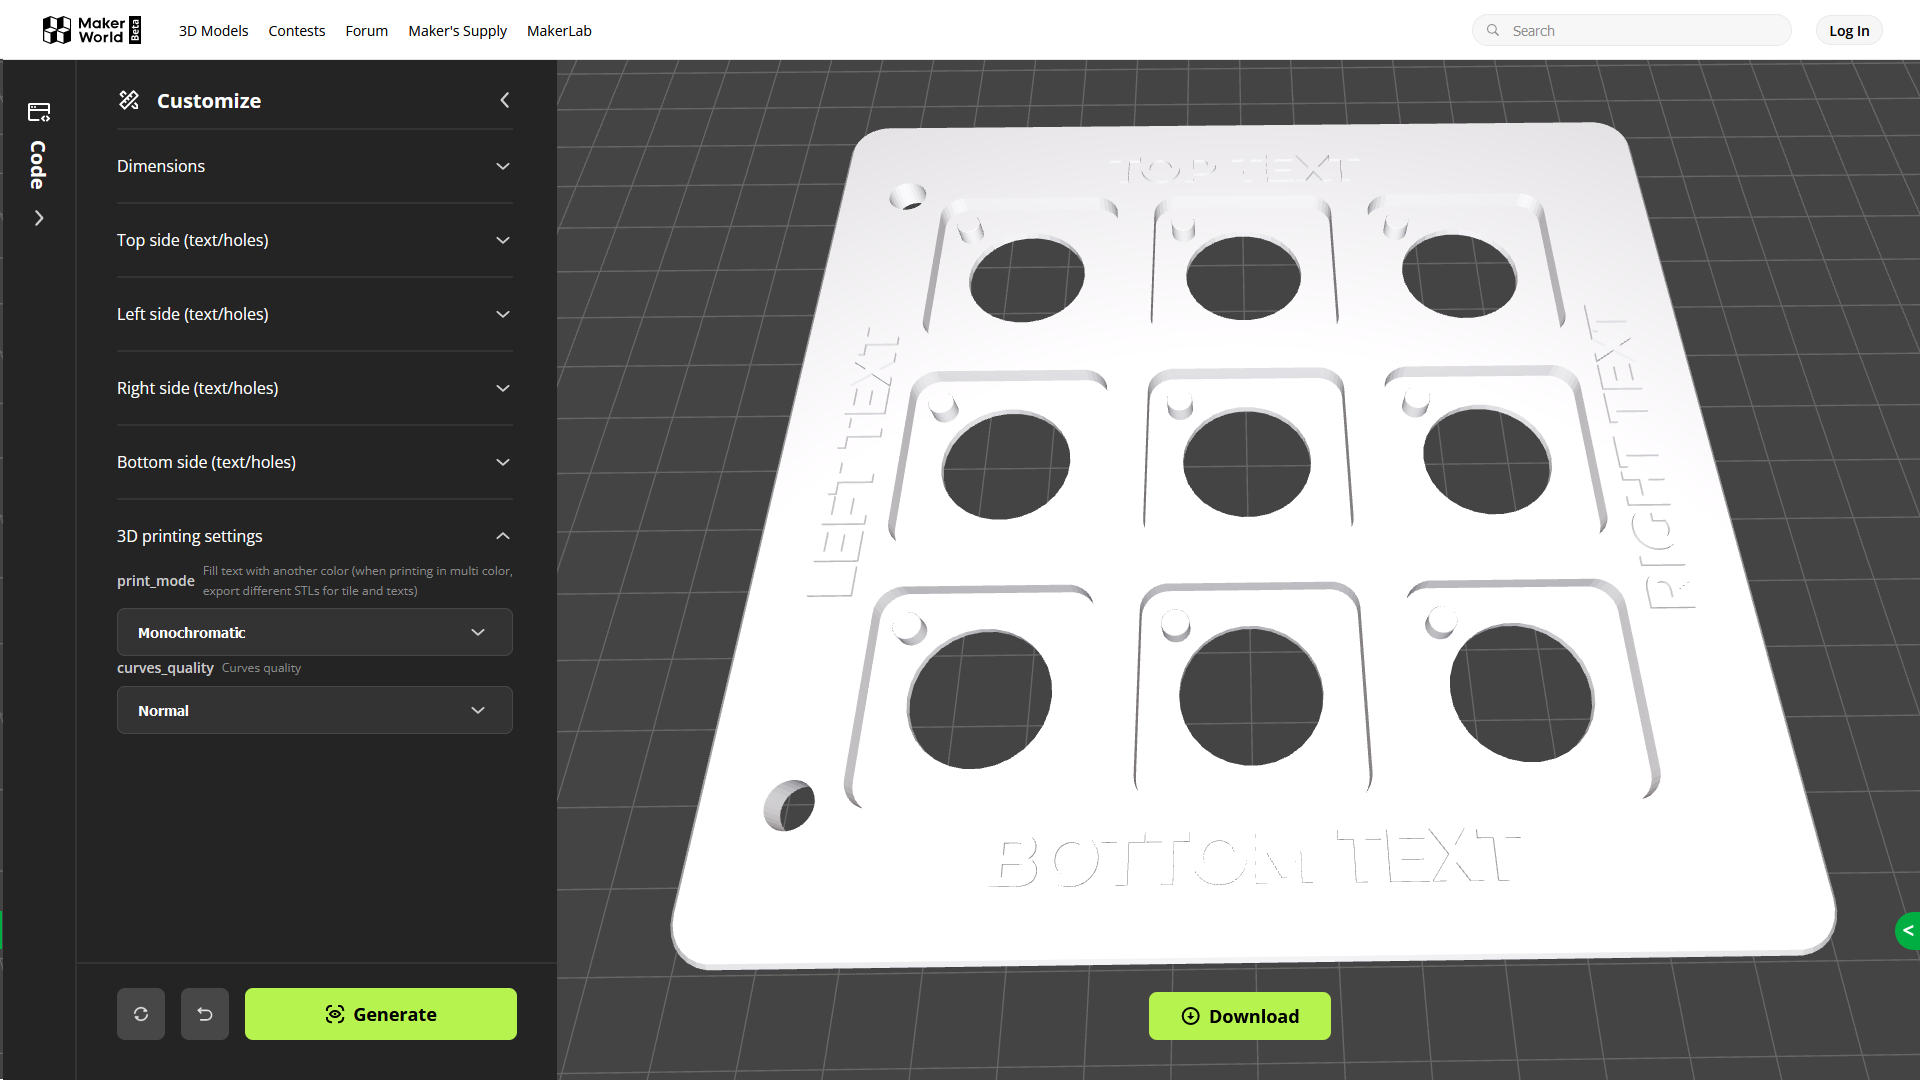 Maker
World
Beta
3D Models
Contests
Forum
Maker's Supply
MakerLab
Search
Log In
Code
Customize
Dimensions
Top side (text/holes)
Left side (text/holes)
Right side (text/holes)
Bottom side (text/holes)
3D printing settings
print_mode
Fill text with another color (when printing in multi color,
export different STLs for tile and texts)
Monochromatic
curves_quality
Curves quality
Normal
Generate
TOP TEXT
LEFT TEXT
RIGHT TEXT
BOTTOM TEXT
Download